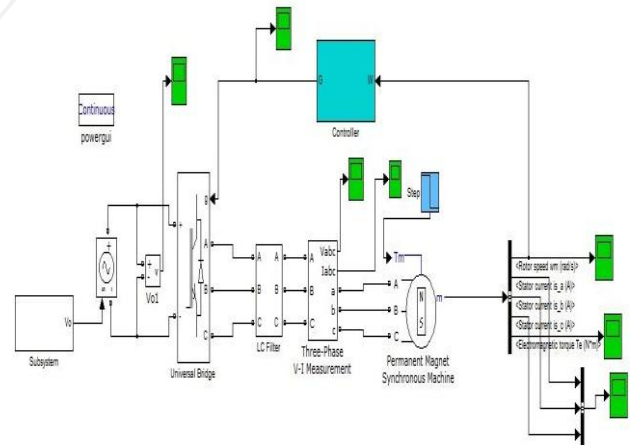 Continuous
powergui
G
W
Controller
Step
Vabc
Iabc
Tm
+
v
-
Vo1
g
+
A
B
-
C
A A
B B
C C
A
B
C
a
b
c
A
B
C
N
S
m
Vo
Subsystem
Universal Bridge
LC Filter
Three-Phase
V-I Measurement
Permanent Magnet
Synchronous Machine
<Rotor speed wm (rad/s)>
<Stator current is_a (A)>
<Stator current is_b (A)>
<Stator current is_c (A)>
<Electromagnetic torque Te (N*m)>